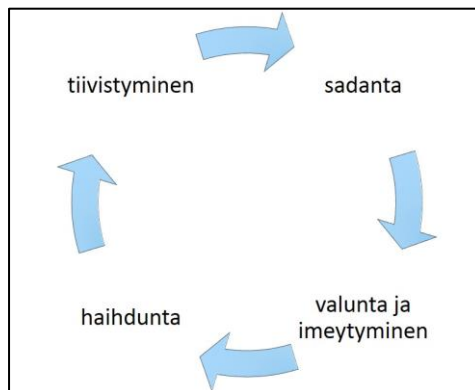 tiivistyminen
sadanta
valunta ja
imeytyminen
haihdunta